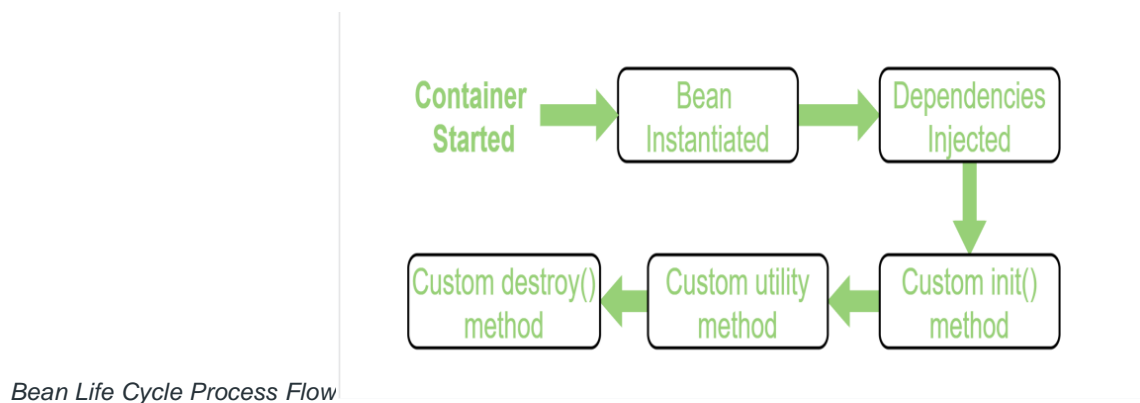 Container
Started
Bean
Instantiated
Dependencies
Injected
Custom init()
method
Custom utility
method
Custom destroy()
method
Bean Life Cycle Process Flow